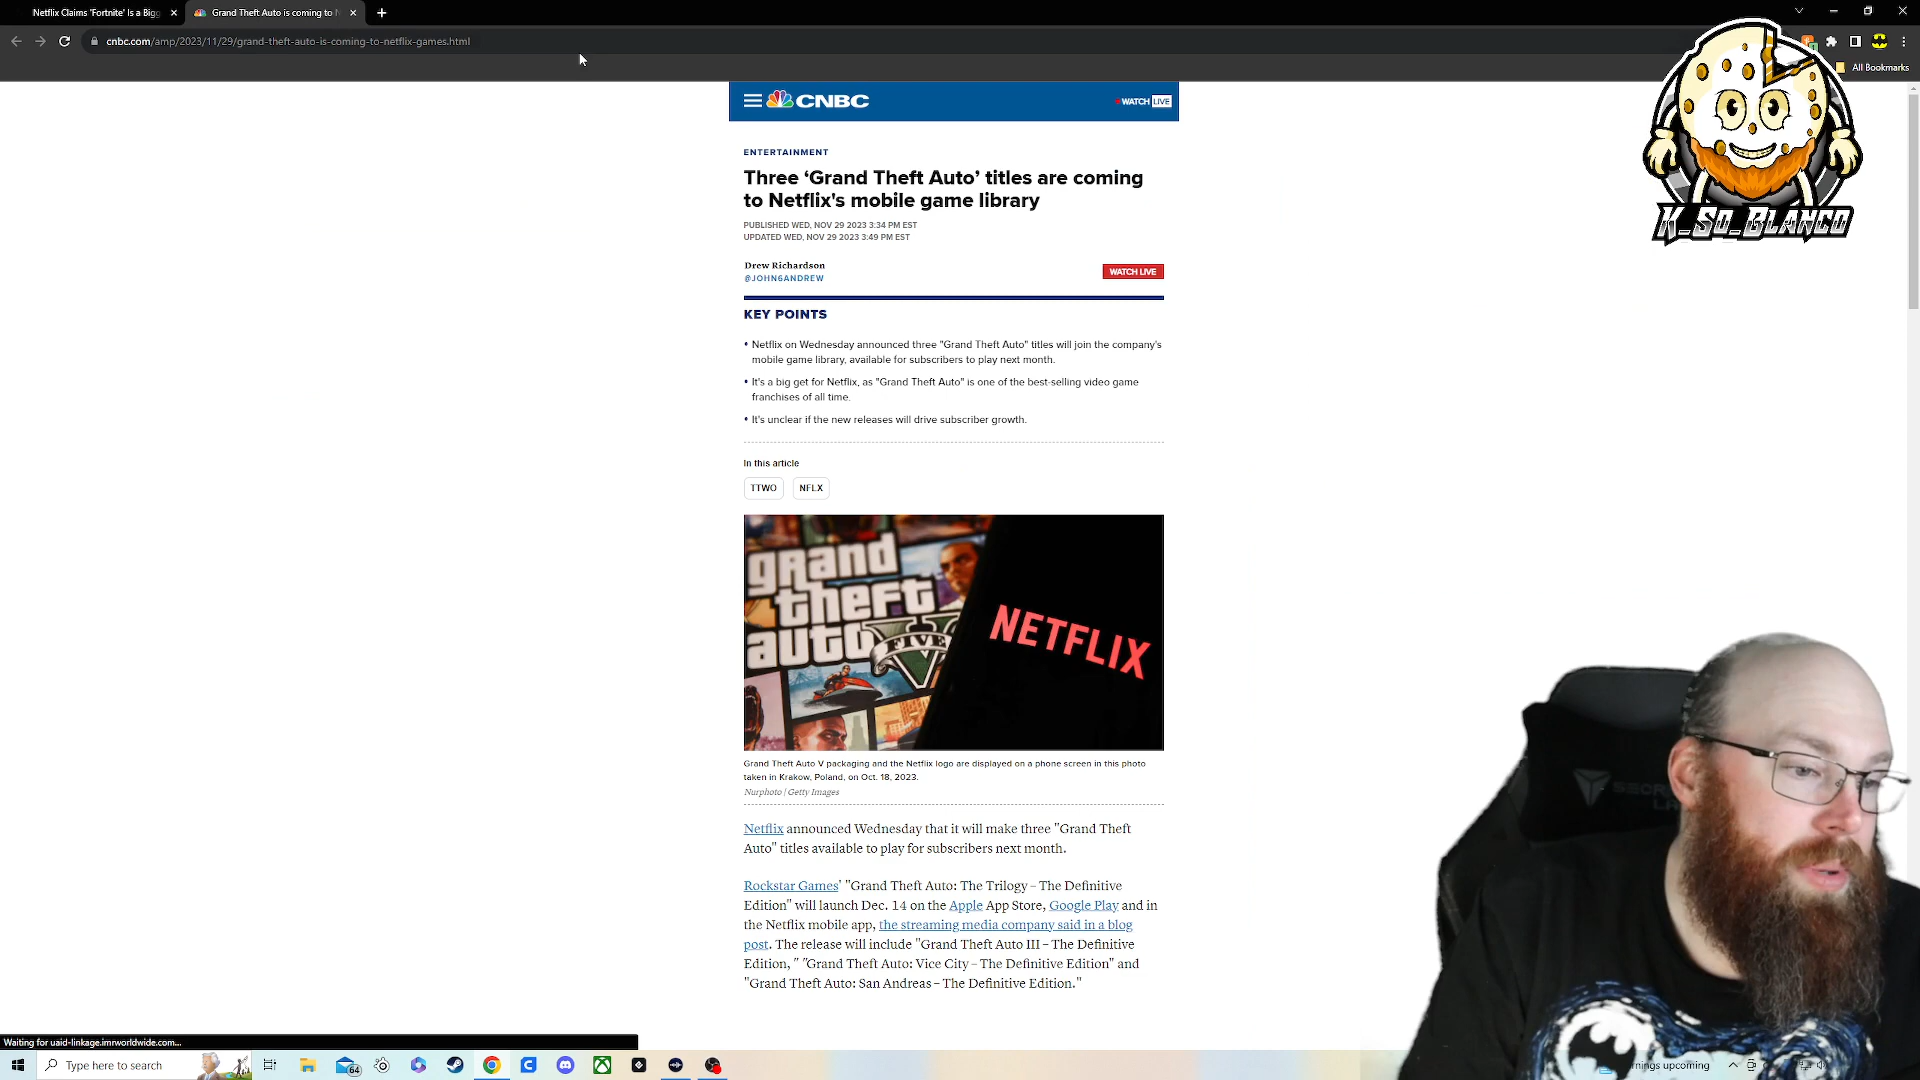 Netflix Claims 'Fortnite' Is a Bigg
Grand Theft Auto is coming to N
cnbc.com/amp/2023/11/29/grand-theft-auto-is-coming-to-netflix-games.html
All Bookmarks
K_SO_BLANCO
CNBC
WATCH LIVE
ENTERTAINMENT
Three ‘Grand Theft Auto’ titles are coming
to Netflix's mobile game library
PUBLISHED WED, NOV 29 2023 3:34 PM EST
UPDATED WED, NOV 29 2023 3:49 PM EST
Drew Richardson
@JOHN6ANDREW
WATCH LIVE
KEY POINTS
• Netflix on Wednesday announced three "Grand Theft Auto" titles will join the company's
mobile game library, available for subscribers to play next month.
• It's a big get for Netflix, as "Grand Theft Auto" is one of the best-selling video game
franchises of all time.
• It's unclear if the new releases will drive subscriber growth.
In this article
TTWO NFLX
grand
theft
auto
FIVE
NETFLIX
Grand Theft Auto V packaging and the Netflix logo are displayed on a phone screen in this photo
taken in Krakow, Poland, on Oct. 18, 2023.
Nurphoto | Getty Images
Netflix announced Wednesday that it will make three "Grand Theft
Auto" titles available to play for subscribers next month.
Rockstar Games' "Grand Theft Auto: The Trilogy – The Definitive
Edition" will launch Dec. 14 on the Apple App Store, Google Play and in
the Netflix mobile app, the streaming media company said in a blog
post. The release will include "Grand Theft Auto III – The Definitive
Edition, " "Grand Theft Auto: Vice City – The Definitive Edition" and
"Grand Theft Auto: San Andreas – The Definitive Edition."
Waiting for uaid-linkage.imrworldwide.com...
Type here to search
64
upcoming